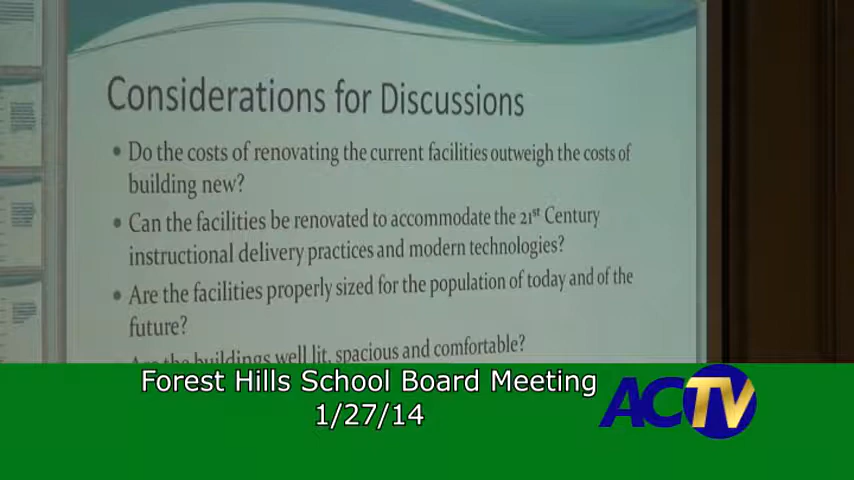 Considerations for Discussions
• Do the costs of renovating the current facilities outweigh the costs of
building new?
• Can the facilities be renovated to accommodate the 21st Century
instructional delivery practices and modern technologies?
• Are the facilities properly sized for the population of today and of the
future?
• Are the buildings well lit, spacious and comfortable?
Forest Hills School Board Meeting
1/27/14
ACTV